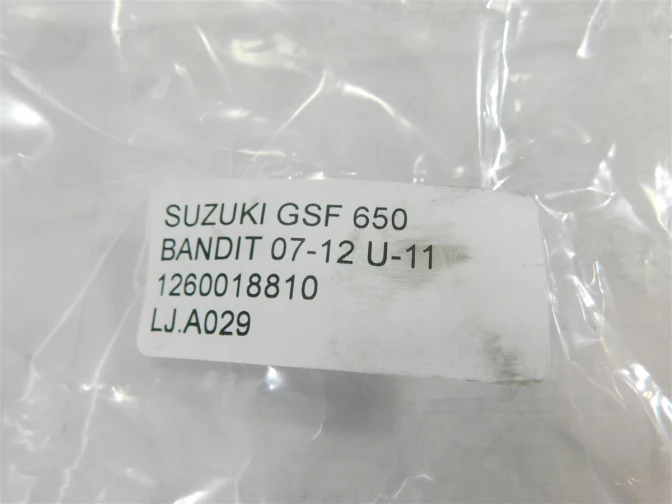 SUZUKI GSF 650
BANDIT 07-12 U-11
1260018810
LJ.A029